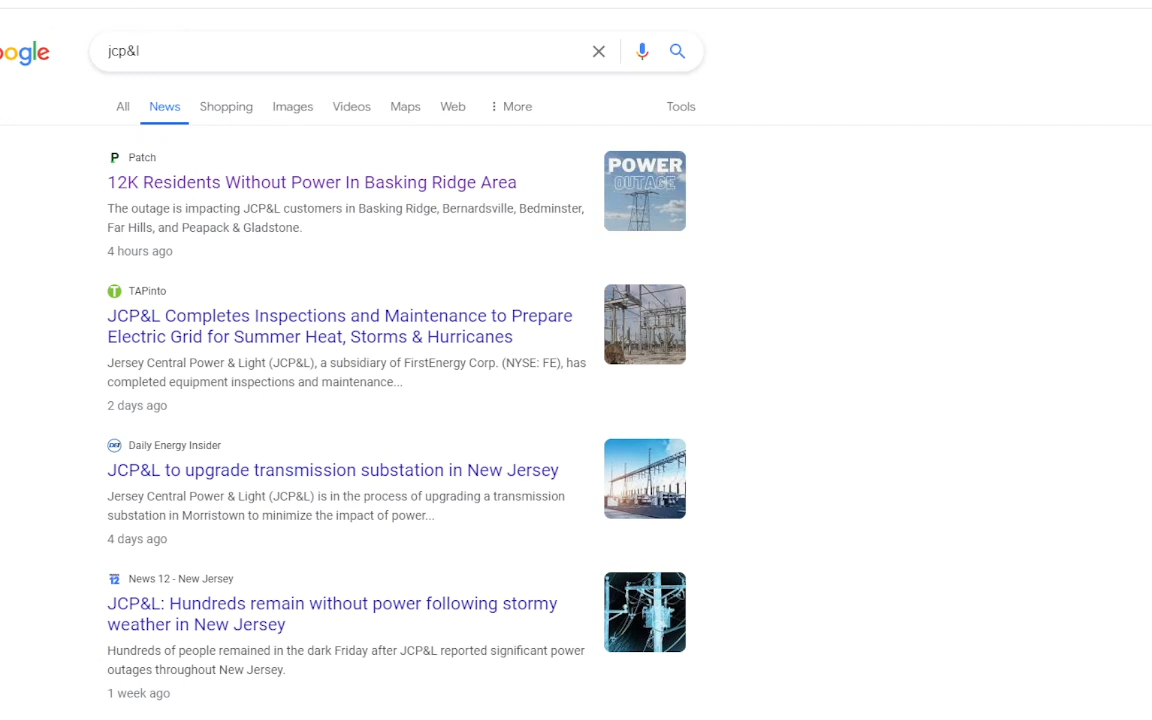 oogle
jcp&l
All News Shopping Images Videos Maps Web More Tools
Patch
12K Residents Without Power In Basking Ridge Area
The outage is impacting JCP&L customers in Basking Ridge, Bernardsville, Bedminster,
Far Hills, and Peapack & Gladstone.
4 hours ago
POWER
OUTAGE
TAPinto
JCP&L Completes Inspections and Maintenance to Prepare
Electric Grid for Summer Heat, Storms & Hurricanes
Jersey Central Power & Light (JCP&L), a subsidiary of FirstEnergy Corp. (NYSE: FE), has
completed equipment inspections and maintenance...
2 days ago
Daily Energy Insider
JCP&L to upgrade transmission substation in New Jersey
Jersey Central Power & Light (JCP&L) is in the process of upgrading a transmission
substation in Morristown to minimize the impact of power...
4 days ago
News 12 - New Jersey
JCP&L: Hundreds remain without power following stormy
weather in New Jersey
Hundreds of people remained in the dark Friday after JCP&L reported significant power
outages throughout New Jersey.
1 week ago